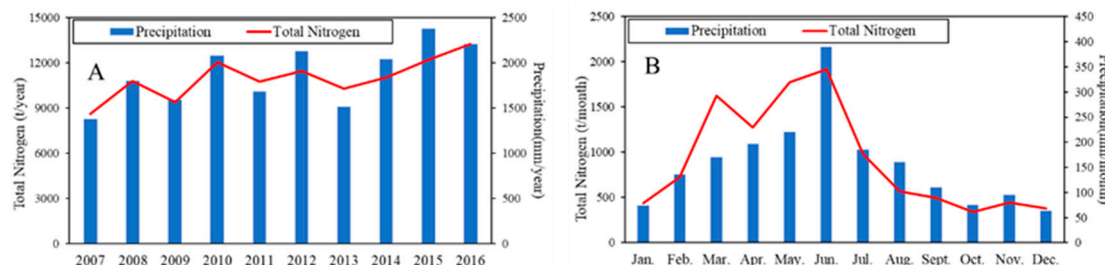 15000
12000
9000
6000
3000
0
Total Nitrogen (t/year)
Precipitation
Total Nitrogen
A
2500
2000
1500
1000
500
0
Precipitation(mm/year)
2007 2008 2009 2010 2011 2012 2013 2014 2015 2016
2500
2000
1500
1000
500
0
Total Nitrogen (t/month)
Precipitation
Total Nitrogen
B
450
400
350
300
250
200
150
100
50
0
Precipitation(mm/month)
Jan. Feb. Mar. Apr. May. Jun. Jul. Aug. Sept. Oct. Nov. Dec.